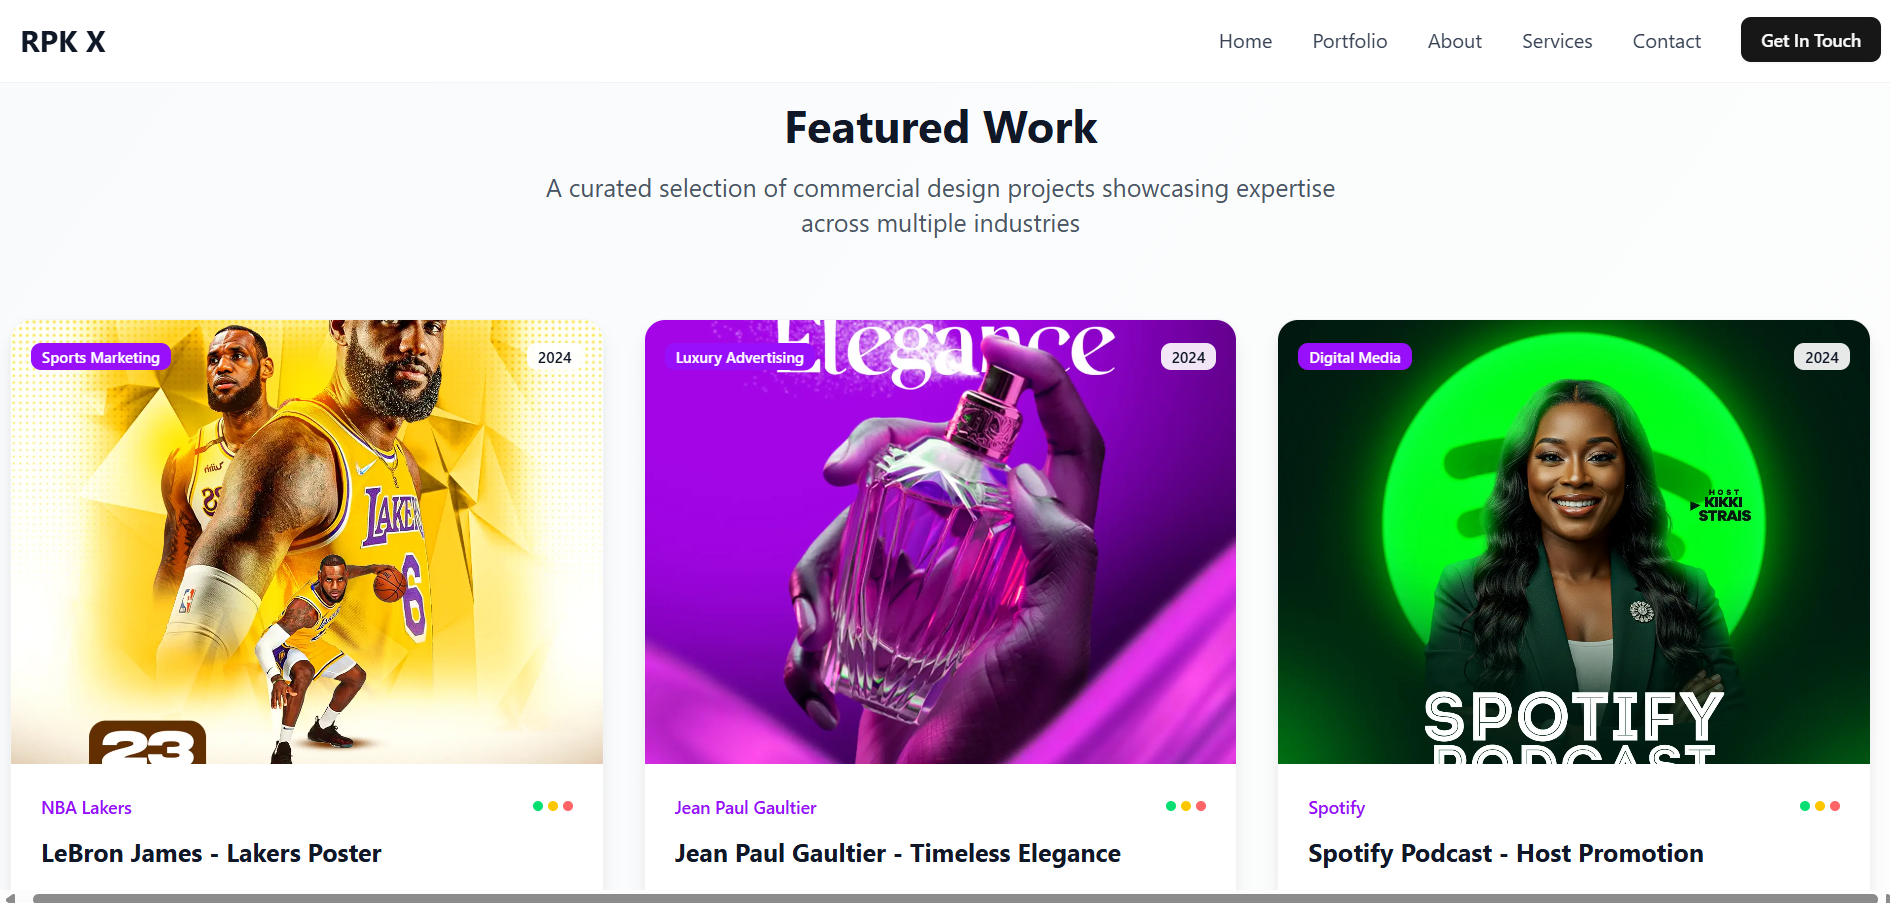 RPK X
Home
Portfolio
About
Services
Contact
Get In Touch
Featured Work
A curated selection of commercial design projects showcasing expertise
across multiple industries
Sports Marketing
2024
LAKERS
6
23
NBA Lakers
LeBron James - Lakers Poster
Elegance
Luxury Advertising
2024
Jean Paul Gaultier
Jean Paul Gaultier - Timeless Elegance
Digital Media
2024
HOST
KIKKI
STRAIS
SPOTIFY
PODCAST
Spotify
Spotify Podcast - Host Promotion